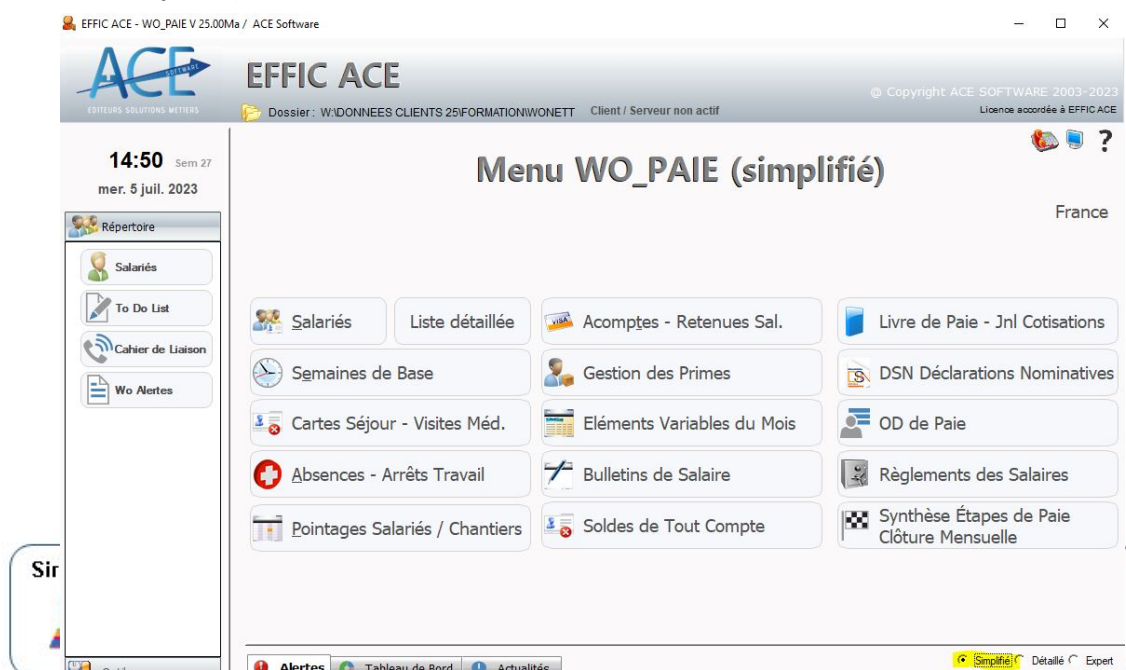 EFFIC ACE - WO_PAIE V 25.00Ma / ACE Software
ACE
SOFTWARE
EDITEURS SOLUTIONS METIERS
EFFIC ACE
Dossier : W:\DONNEES CLIENTS 25\FORMATION\WONETT Client / Serveur non actif
@ Copyright ACE SOFTWARE 2003-2023
Licence accordée à EFFIC ACE
14:50 Sem 27
mer. 5 juil. 2023
Menu WO_PAIE (simplifié)
?
France
Répertoire
Salariés
To Do List
Cahier de Liaison
Wo Alertes
Salariés
Liste détaillée
Acomptes - Retenues Sal.
Livre de Paie - Jnl Cotisations
Semaines de Base
Gestion des Primes
DSN Déclarations Nominatives
Cartes Séjour - Visites Méd.
Eléments Variables du Mois
OD de Paie
Absences - Arrêts Travail
Bulletins de Salaire
Règlements des Salaires
Pointages Salariés / Chantiers
Soldes de Tout Compte
Synthèse Étapes de Paie
Clôture Mensuelle
Sir
Alertes
Tableau de Bord
Actualités
Simplifié Détaillé Expert